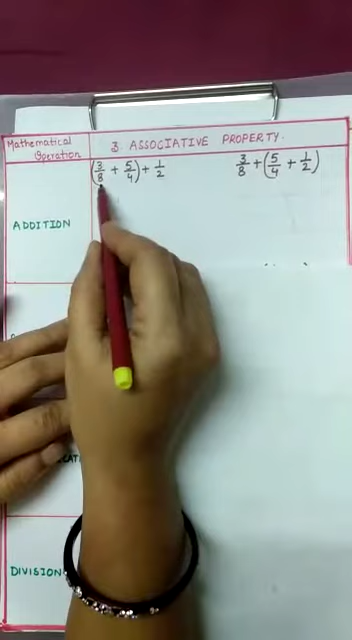 Mathematical Operation
3 ASSOCIATIVE PROPERTY.
(3/8 + 5/4) + 1/2
3/8 + (5/4 + 1/2)
ADDITION
DIVISION